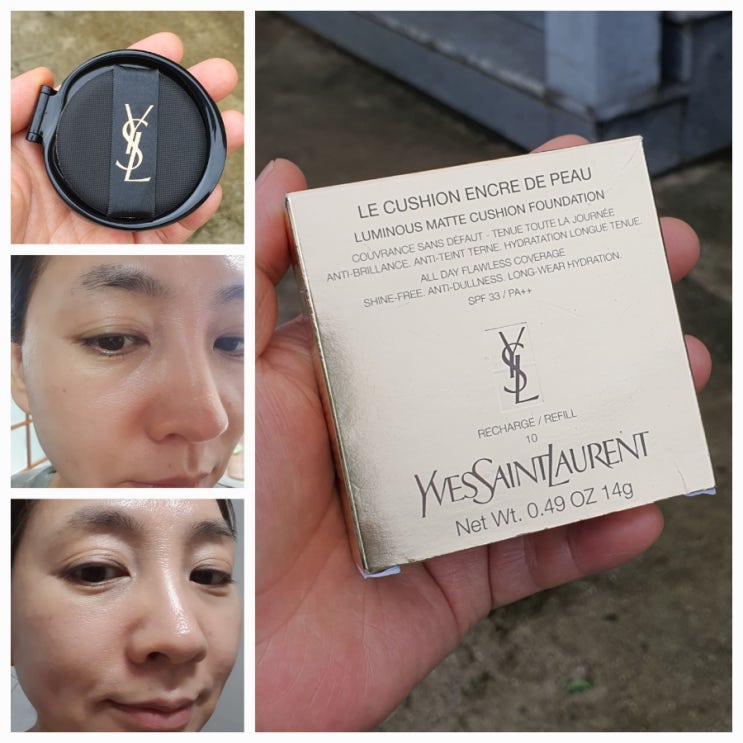 YSL
LE CUSHION ENCRE DE PEAU
LUMINOUS MATTE CUSHION FOUNDATION
COUVRANCE SANS DÉFAUT - TENUE TOUTE LA JOURNÉE
ANTI-BRILLANCE. ANTI-TEINT TERNE. HYDRATATION LONGUE TENUE.
ALL DAY FLAWLESS COVERAGE
SHINE-FREE. ANTI-DULLNESS. LONG-WEAR HYDRATION.
SPF 33 / PA++
YSL
RECHARGE / REFILL
10
YVESSAINTLAURENT
Net Wt. 0.49 OZ 14g